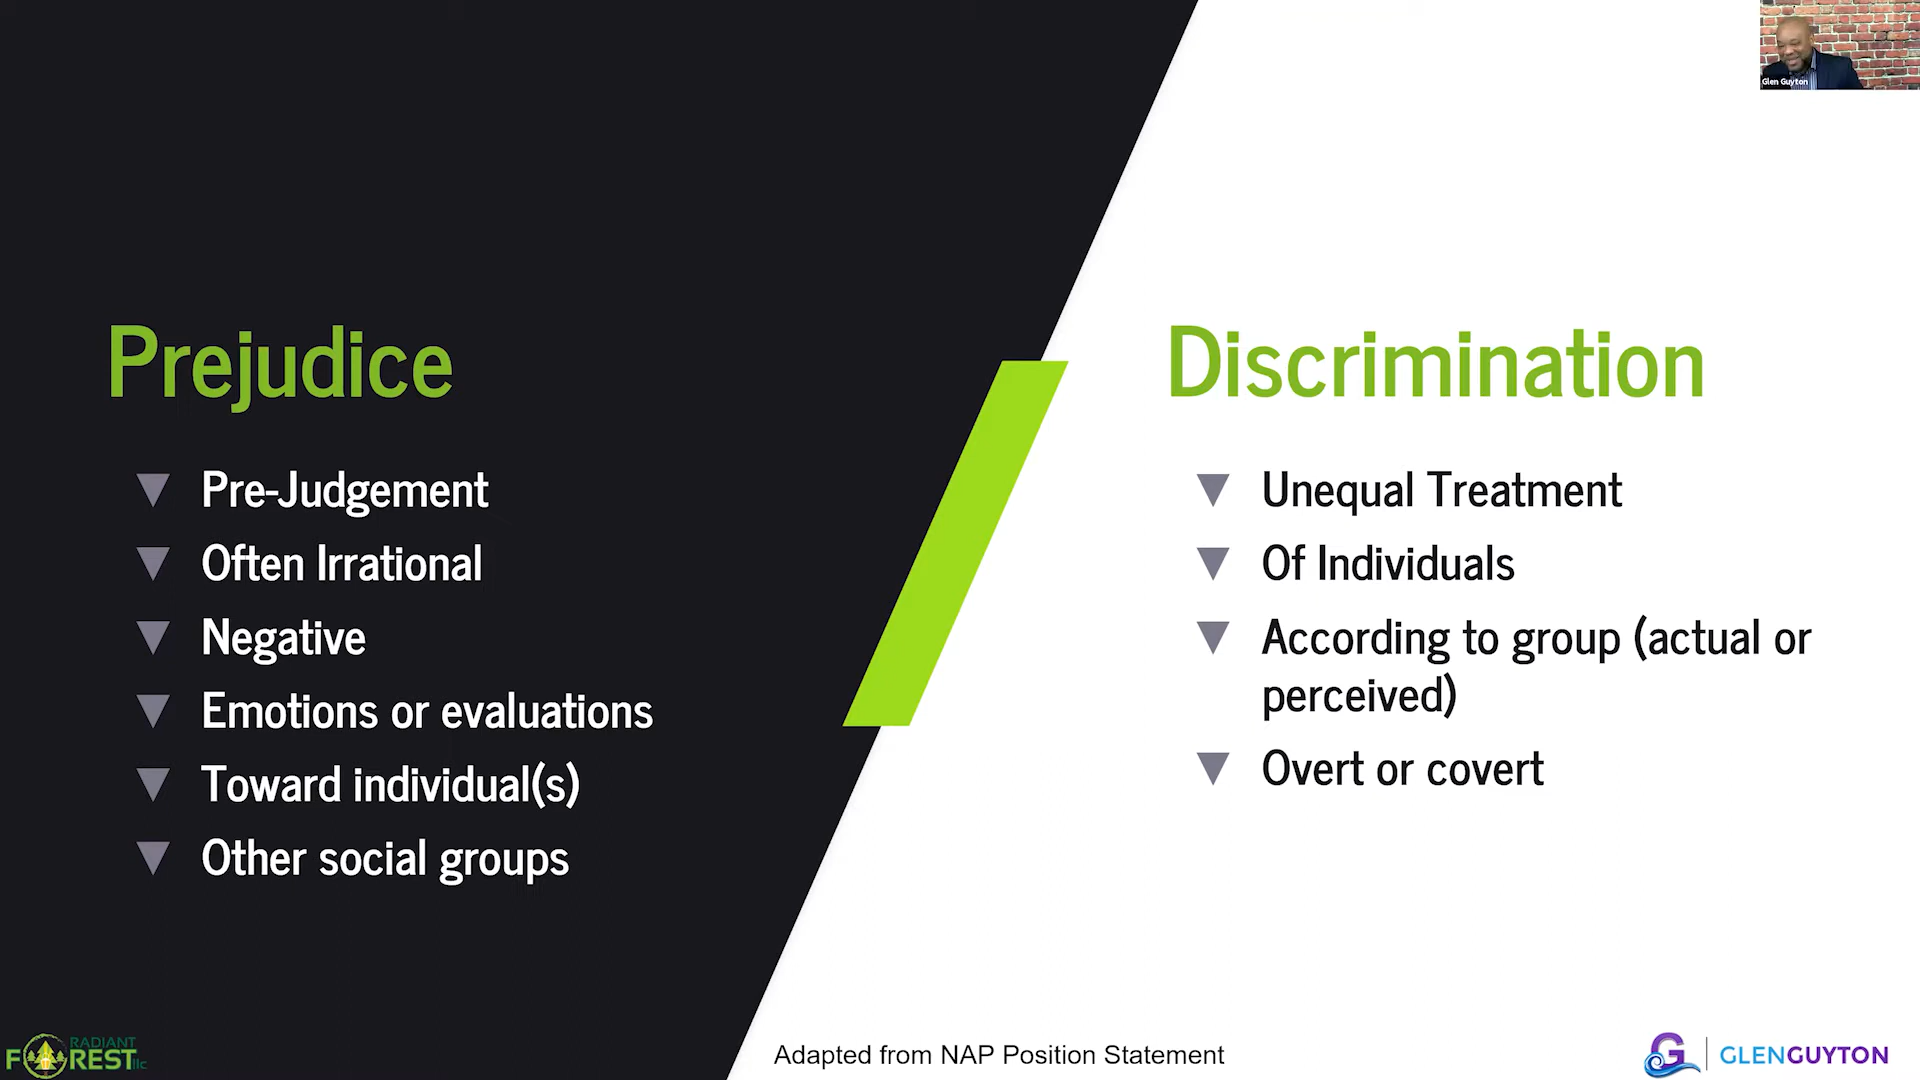 Glen Guyton
Prejudice
Pre-Judgement
Often Irrational
Negative
Emotions or evaluations
Toward individual(s)
Other social groups
Discrimination
Unequal Treatment
Of Individuals
According to group (actual or
perceived)
Overt or covert
RADIANT
FOREST llc
Adapted from NAP Position Statement
G GLENGUYTON